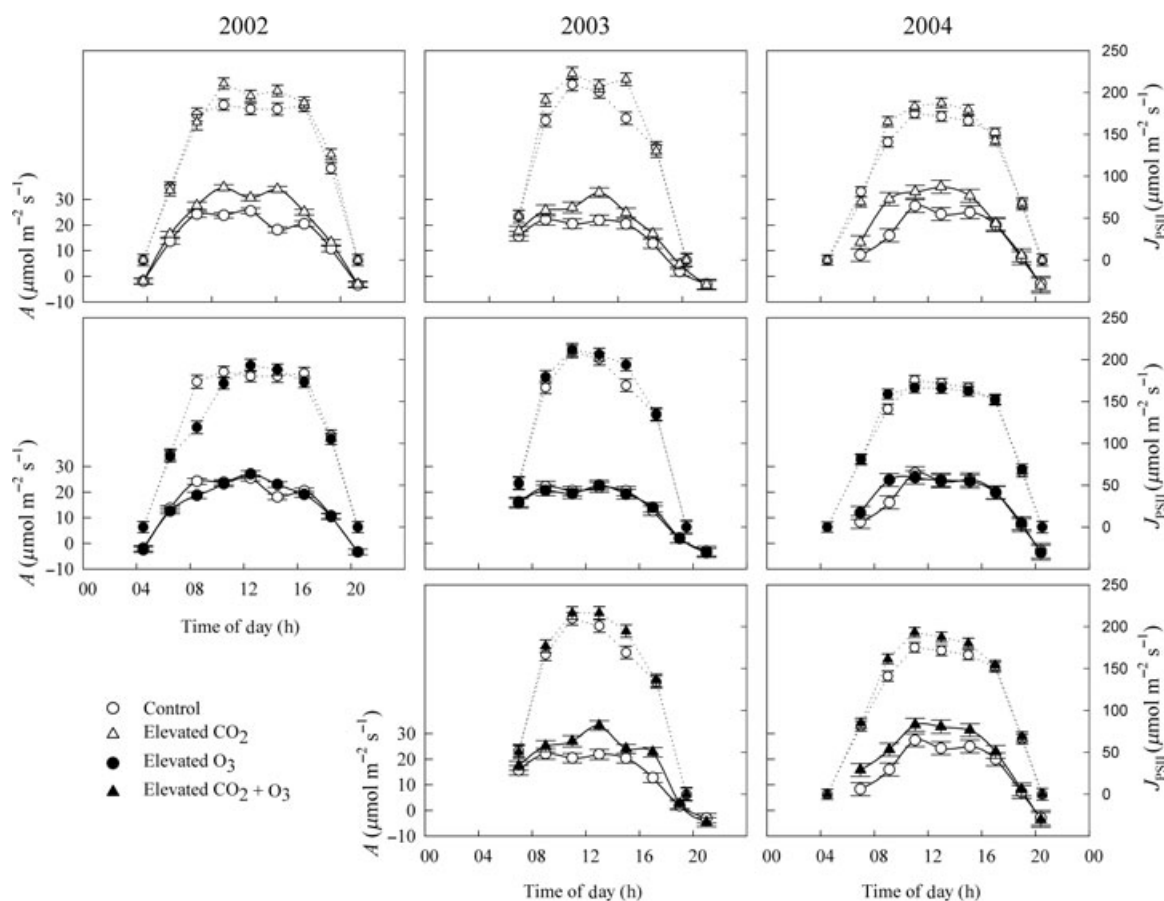 2002 2003 2004
250
200
150
100
50
0
J_PSII (μmol m⁻² s⁻¹)
30
20
10
0
−10
A (μmol m⁻² s⁻¹)
250
200
150
100
50
0
J_PSII (μmol m⁻² s⁻¹)
30
20
10
0
−10
A (μmol m⁻² s⁻¹)
00 04 08 12 16 20
Time of day (h)
Control
Elevated CO₂
Elevated O₃
Elevated CO₂ + O₃
200
150
100
50
0
J_PSII (μmol m⁻² s⁻¹)
30
20
10
0
−10
A (μmol m⁻² s⁻¹)
00 04 08 12 16 20 00 04 08 12 16 20 00
Time of day (h) Time of day (h)